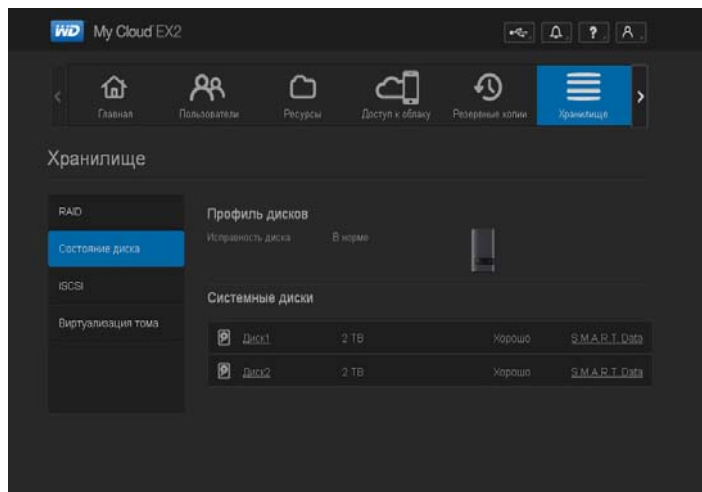 WD My Cloud EX2
?
Главная Пользователи Ресурсы Доступ к облаку Резервные копии Хранилище
Хранилище
RAID
Состояние диска
iSCSI
Виртуализация тома
Профиль дисков
Исправность диска В норме
Системные диски
Диск1 2 TB Хорошо S.M.A.R.T. Data
Диск2 2 TB Хорошо S.M.A.R.T. Data